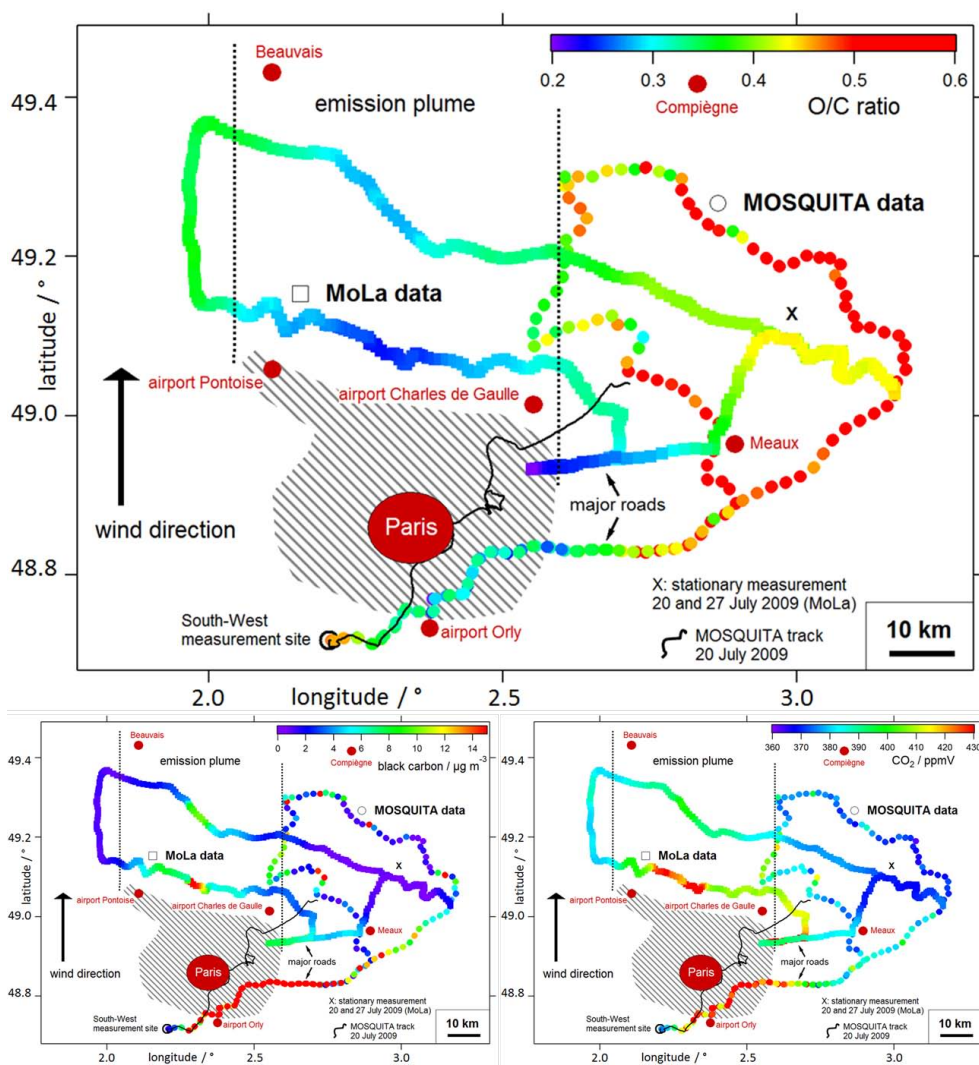 Beauvais
emission plume
0.2 0.3 0.4 0.5 0.6
Compiègne
O/C ratio
MOSQUITA data
MoLa data
X
airport Pontoise
airport Charles de Gaulle
Meaux
wind direction
Paris
major roads
X: stationary measurement
20 and 27 July 2009 (MoLa)
South-West
measurement site
airport Orly
MOSQUITA track
20 July 2009
10 km
49.4
49.2
49.0
48.8
latitude / °
2.0 2.5 3.0
longitude / °
Beauvais
emission plume
0 2 4 6 8 10 12 14
Compiègne
black carbon / µg m-3
MOSQUITA data
MoLa data
x
airport Pontoise
airport Charles de Gaulle
Meaux
wind direction
Paris
major roads
X: stationary measurement
20 and 27 July 2009 (MoLa)
South-West
measurement site
airport Orly
MOSQUITA track
20 July 2009
10 km
49.4
49.2
49.0
48.8
latitude / °
2.0 2.5 3.0
longitude / °
Beauvais
emission plume
360 370 380 390 400 410 420 430
Compiègne
CO2 / ppmV
MOSQUITA data
MoLa data
x
airport Pontoise
airport Charles de Gaulle
Meaux
wind direction
Paris
major roads
X: stationary measurement
20 and 27 July 2009 (MoLa)
South-West
measurement site
airport Orly
MOSQUITA track
20 July 2009
10 km
49.4
49.2
49.0
48.8
latitude / °
2.0 2.5 3.0
longitude / °